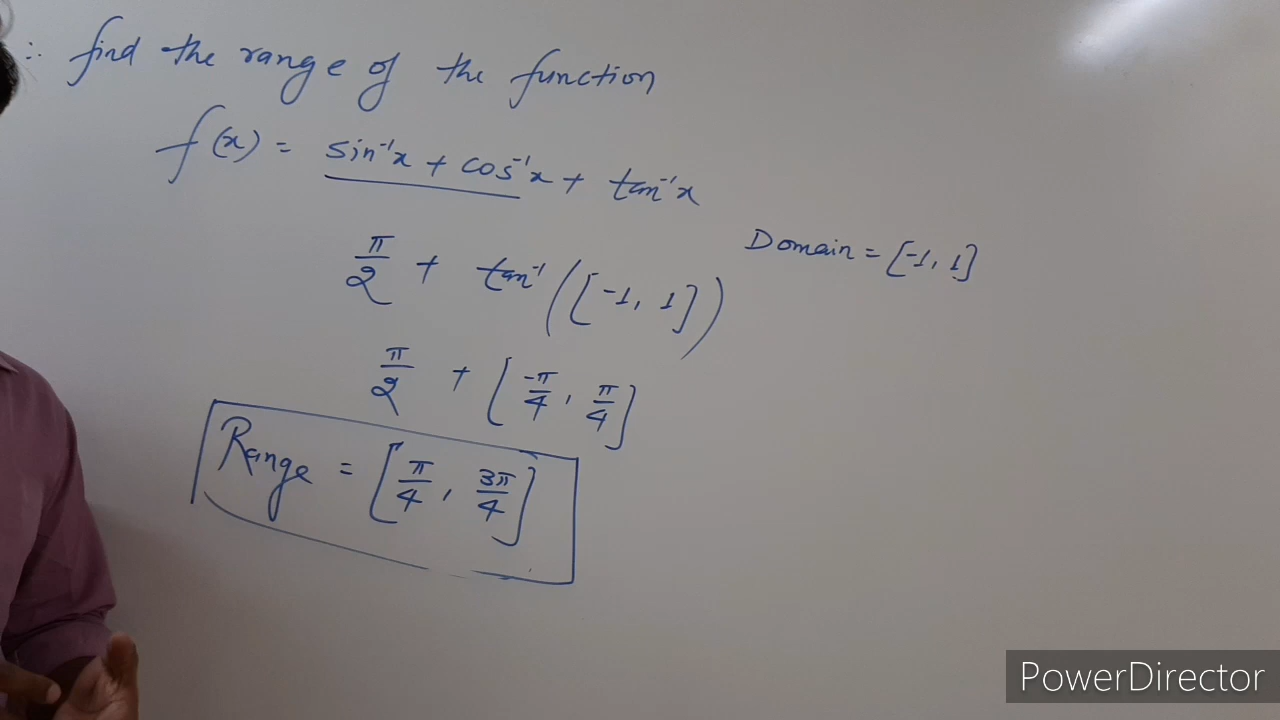 ∴ find the range of the function
f(x) = sin⁻¹x + cos⁻¹x + tan⁻¹x
Domain = [-1, 1]
π/2 + tan⁻¹([-1, 1])
π/2 + [-π/4, π/4]
Range = [π/4, 3π/4]
PowerDirector